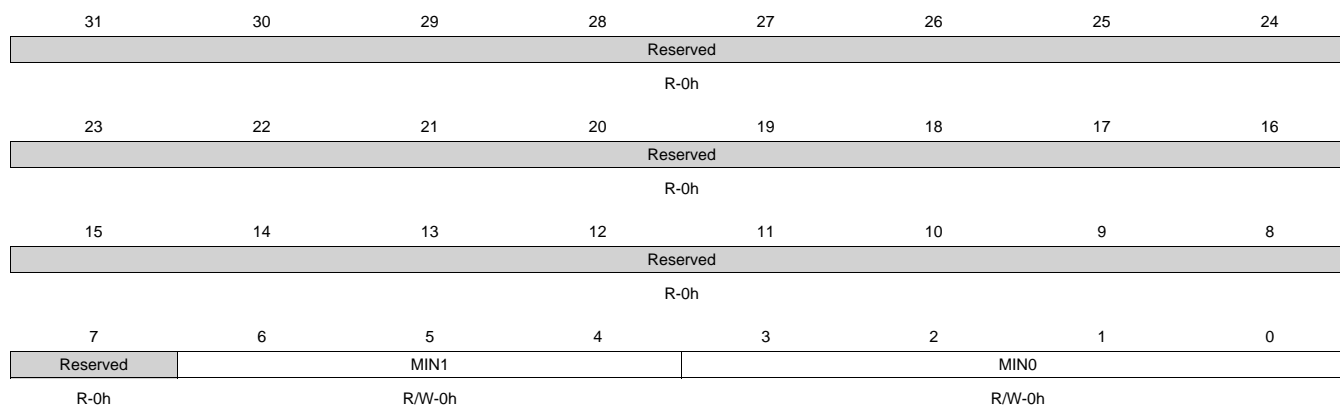 31 30 29 28 27 26 25 24
Reserved
R-0h
23 22 21 20 19 18 17 16
Reserved
R-0h
15 14 13 12 11 10 9 8
Reserved
R-0h
7 6 5 4 3 2 1 0
Reserved MIN1 MIN0
R-0h R/W-0h R/W-0h